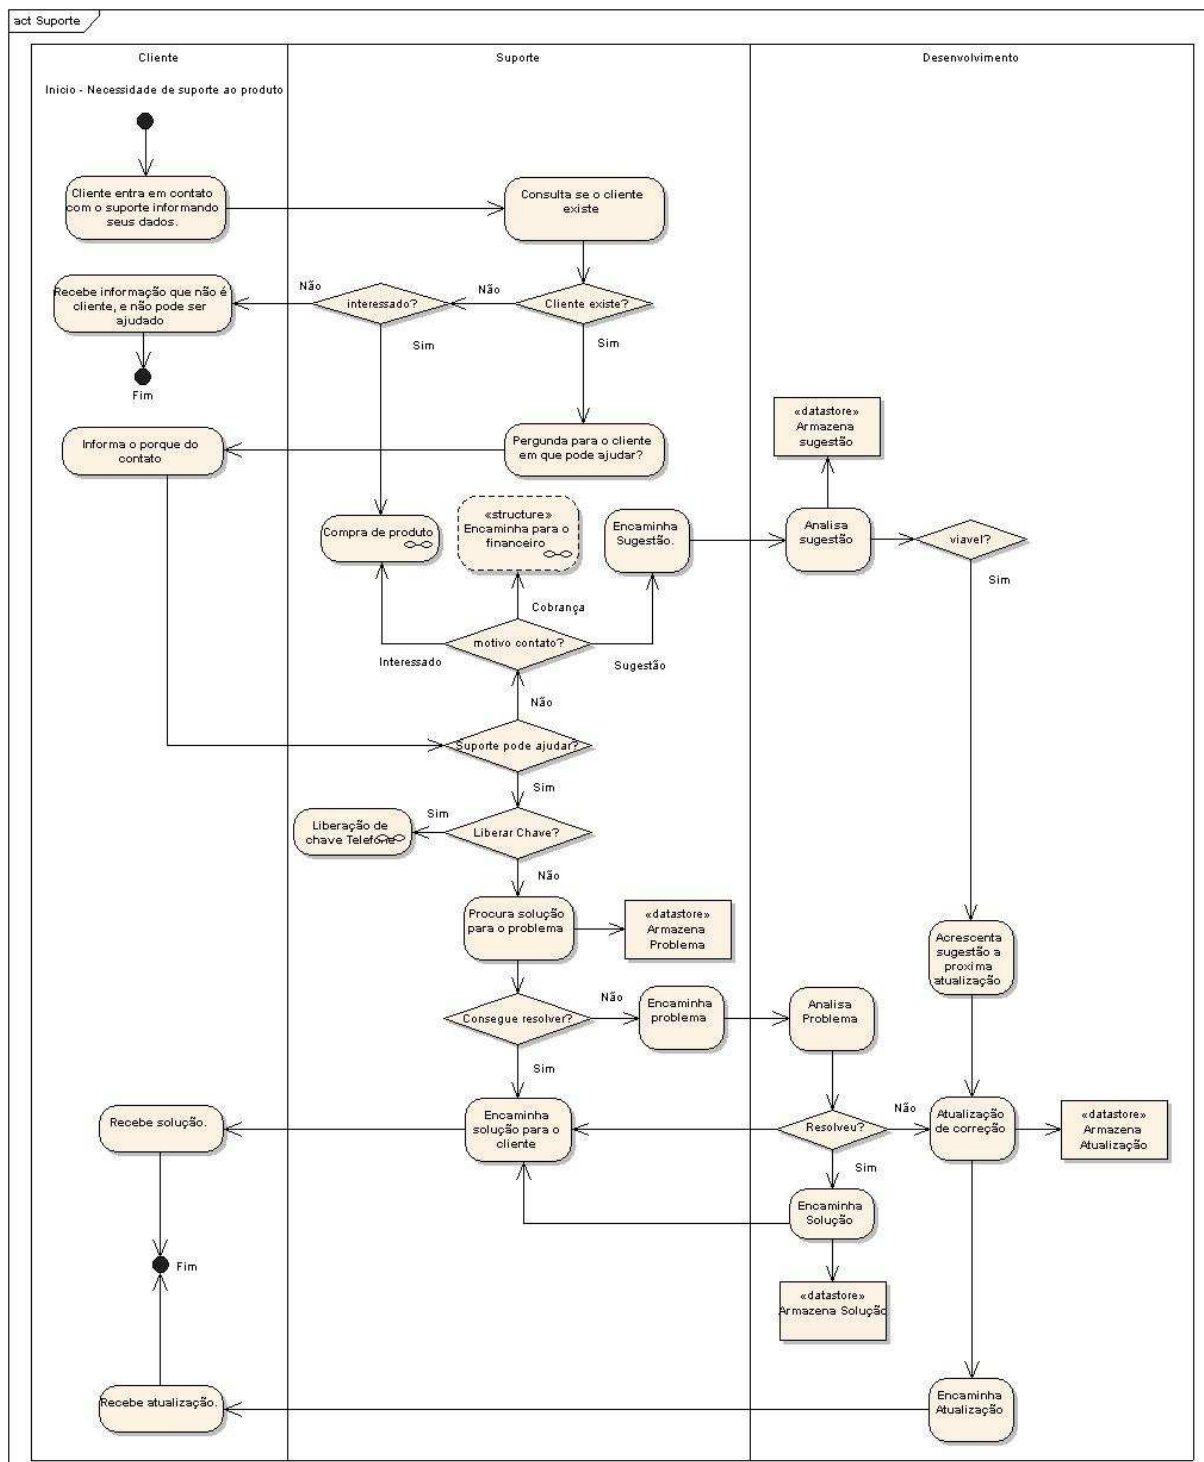 act Suporte
Cliente
Suporte
Desenvolvimento
Inicio - Necessidade de suporte ao produto
Cliente entra em contato
com o suporte informando
seus dados.
Consulta se o cliente
existe
Recebe informação que não é
cliente, e não pode ser
ajudado
Não
interessado?
Não
Cliente existe?
Sim
Sim
Fim
Informa o porque do
contato
Pergunda para o cliente
em que pode ajudar?
«datastore»
Armazena
sugestão
Compra de produto
«structure»
Encaminha para o
financeiro
Encaminha
Sugestão.
Analisa
sugestão
viavel?
Sim
Cobrança
motivo contato?
Interessado
Sugestão
Não
Suporte pode ajudar?
Sim
Liberação de
chave Telefone
Sim
Liberar Chave?
Não
Procura solução
para o problema
«datastore»
Armazena
Problema
Acrescenta
sugestão a
proxima
atualização
Consegue resolver?
Não
Encaminha
problema
Analisa
Problema
Sim
Recebe solução.
Encaminha
solução para o
cliente
Resolveu?
Não
Atualização
de correção
«datastore»
Armazena
Atualização
Sim
Encaminha
Solução
Fim
«datastore»
Armazena Solução
Recebe atualização.
Encaminha
Atualização